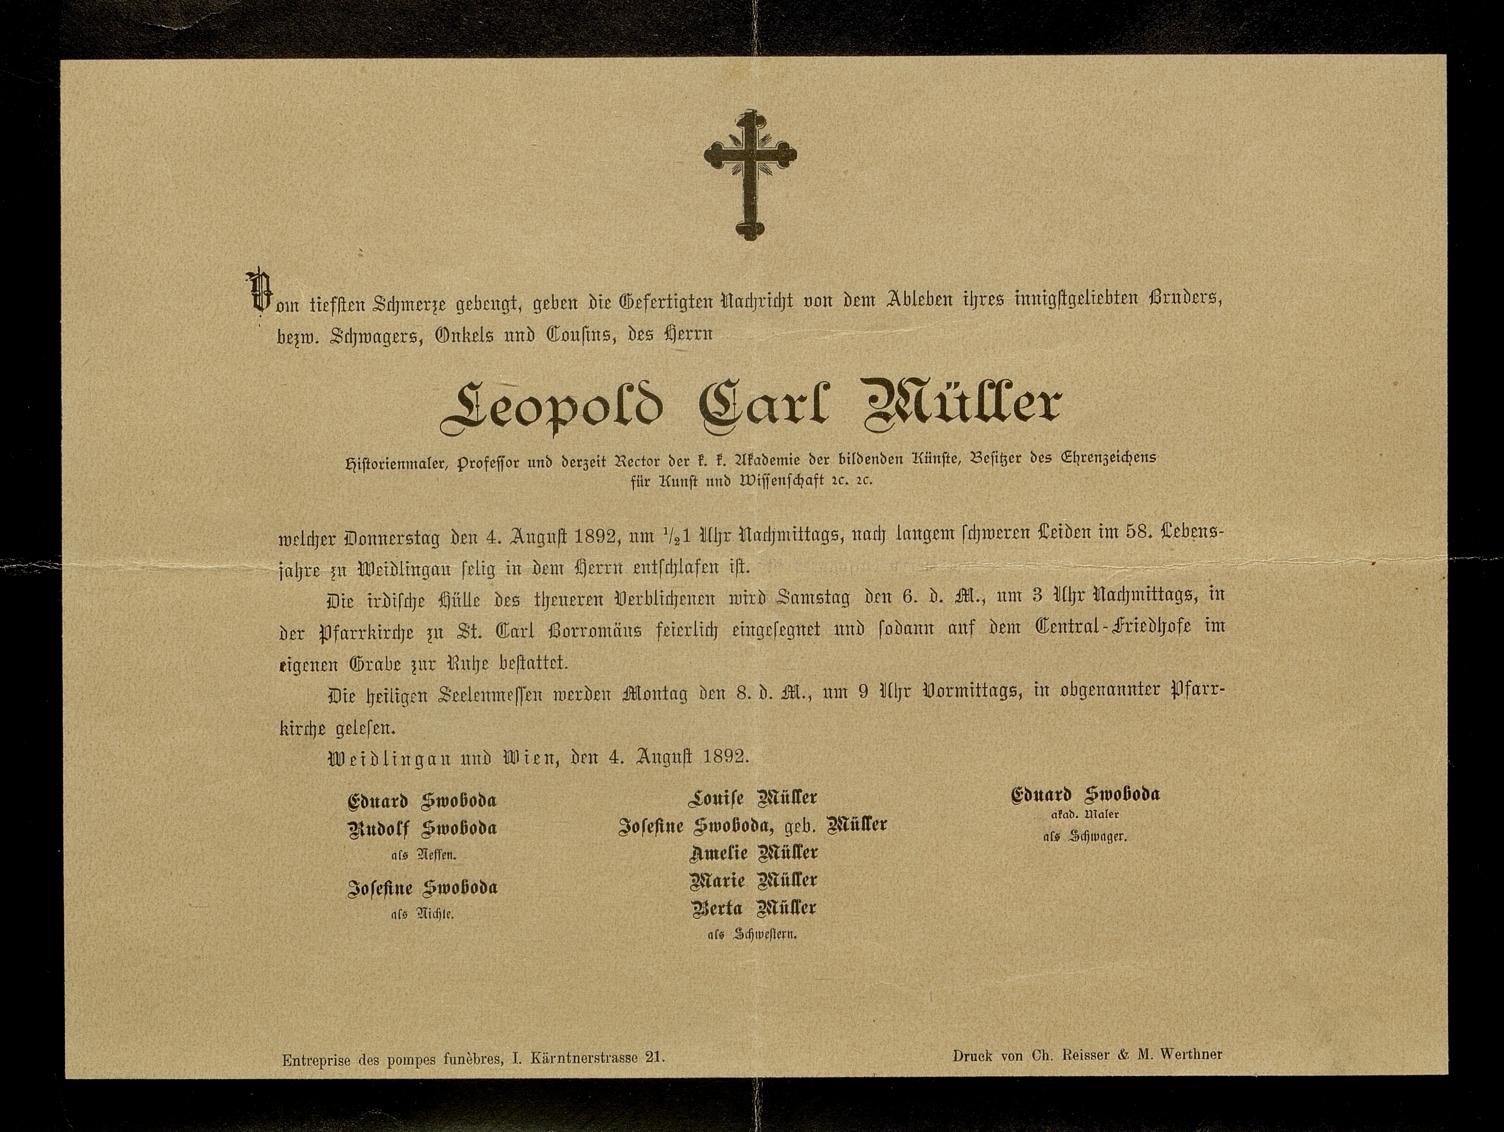 Vom tiefsten Schmerze gebeugt, geben die Gefertigten Nachricht von dem Ableben ihres innigstgeliebten Bruders,
bezw. Schwagers, Onkels und Cousins, des Herrn
Leopold Carl Müller
Historienmaler, Professor und derzeit Rector der k. k. Akademie der bildenden Künste, Besitzer des Ehrenzeichens
für Kunst und Wissenschaft ꝛc. ꝛc.
welcher Donnerstag den 4. August 1892, um 1/2 1 Uhr Nachmittags, nach langem schweren Leiden im 58. Lebens-
jahre zu Weidlingau selig in dem Herrn entschlafen ist.
Die irdische Hülle des theueren Verblichenen wird Samstag den 6. d. M., um 3 Uhr Nachmittags, in
der Pfarrkirche zu St. Carl Borromäus feierlich eingesegnet und sodann auf dem Central-Friedhofe im
eigenen Grabe zur Ruhe bestattet.
Die heiligen Seelenmessen werden Montag den 8. d. M., um 9 Uhr Vormittags, in obgenannter Pfarr-
kirche gelesen.
Weidlingau und Wien, den 4. August 1892.
Eduard Swoboda
Rudolf Swoboda
als Neffen.
Josefine Swoboda
als Nichte.
Louise Müller
Josefine Swoboda, geb. Müller
Amelie Müller
Marie Müller
Berta Müller
als Schwestern.
Eduard Swoboda
akad. Maler
als Schwager.
Entreprise des pompes funèbres, I. Kärntnerstrasse 21.
Druck von Ch. Reisser & M. Werthner